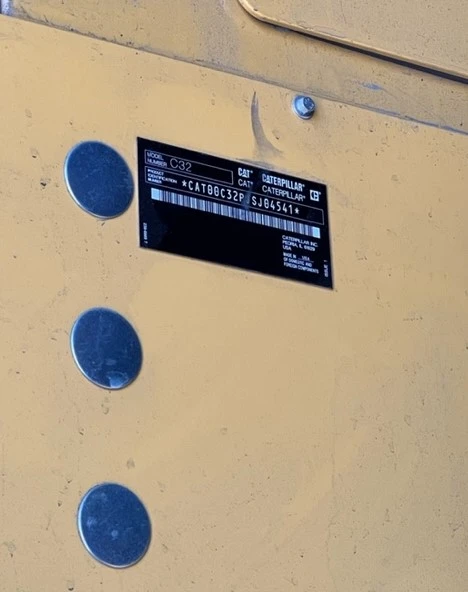 MODEL NUMBER C32
CAT CATERPILLAR
CAT® CATERPILLAR®
PRODUCT IDENTIFICATION NUMBER
*CAT00C32PSJ04541*
CATERPILLAR INC.
PEORIA, IL 61629
USA
MADE IN USA
OF DOMESTIC AND
FOREIGN COMPONENTS